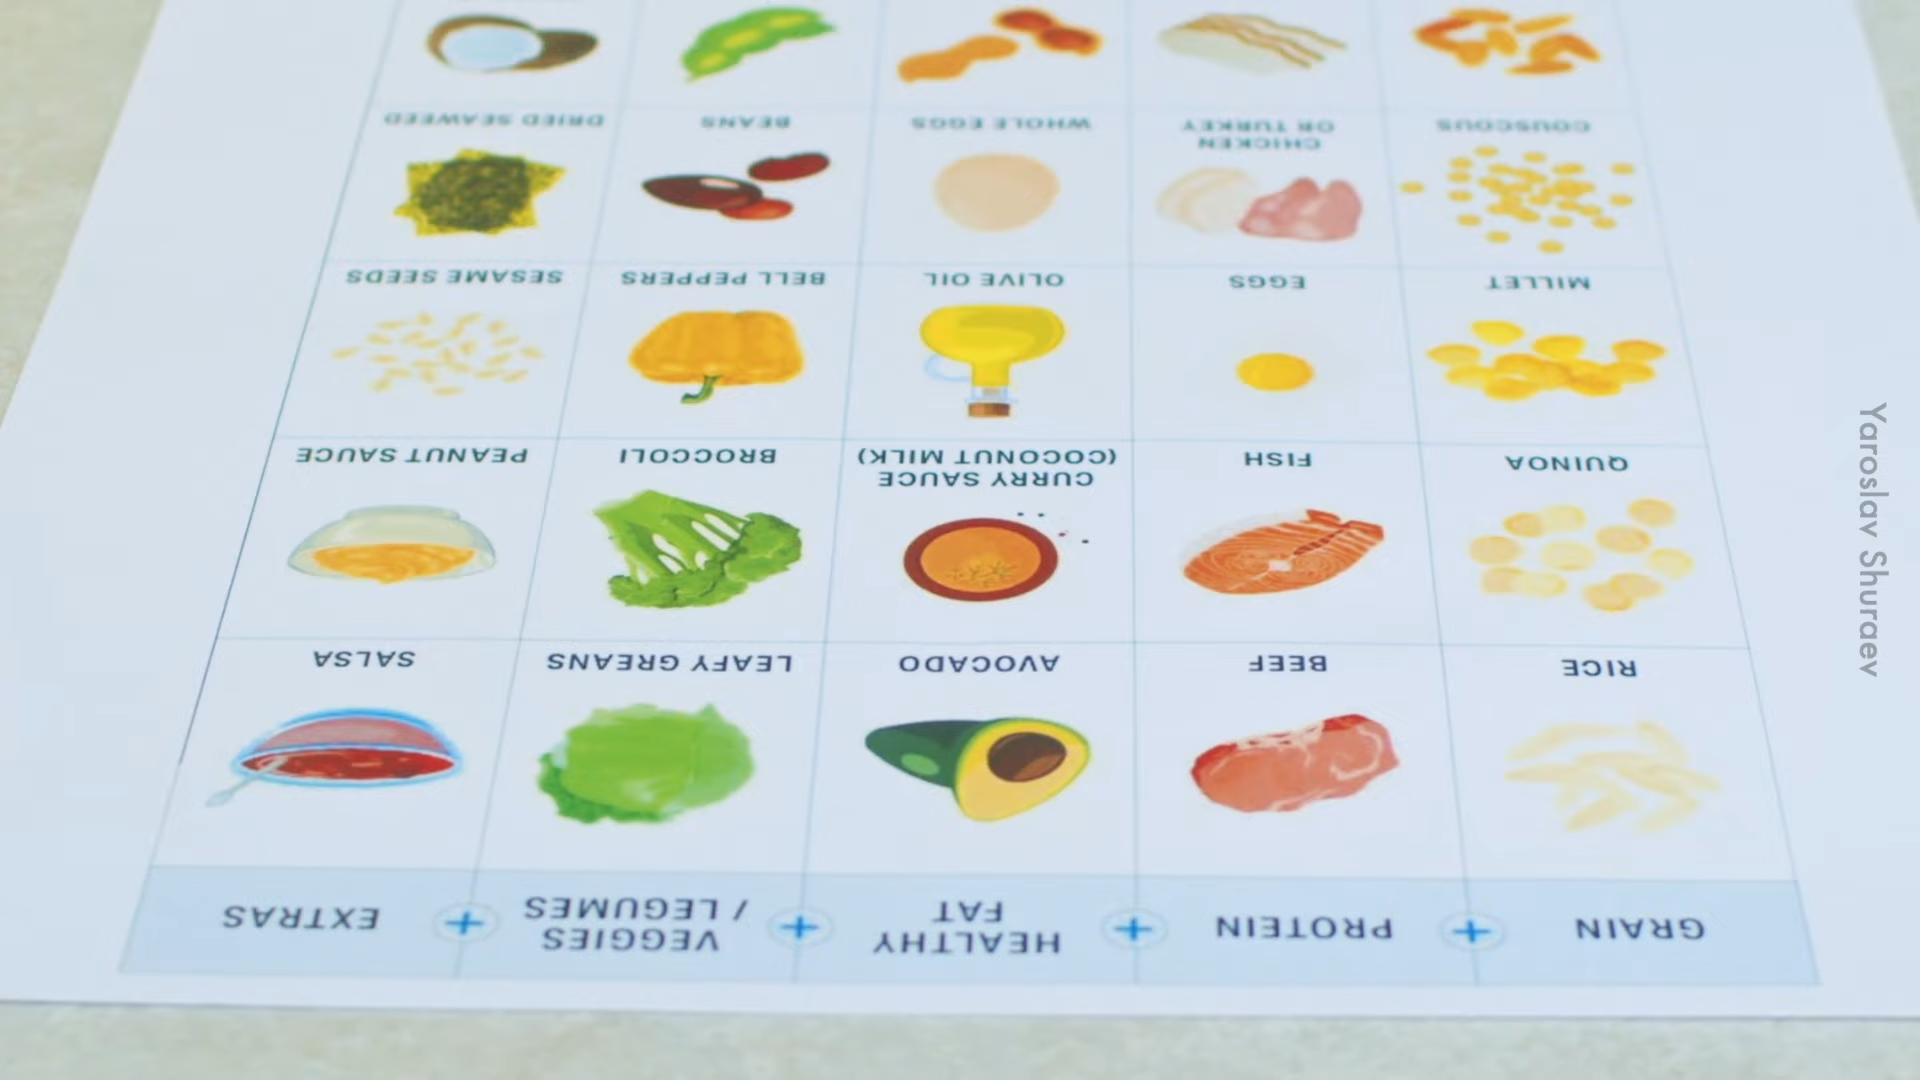 GRAIN + PROTEIN + HEALTHY FAT + VEGGIES / LEGUMES + EXTRAS
RICE BEEF AVOCADO LEAFY GREANS SALSA
QUINOA FISH CURRY SAUCE (COCONUT MILK) BROCCOLI PEANUT SAUCE
MILLET EGGS OLIVE OIL BELL PEPPERS SESAME SEEDS
COUSCOUS CHICKEN OR TURKEY WHOLE EGGS BEANS DRIED SEAWEED
Yaroslav Shuraev